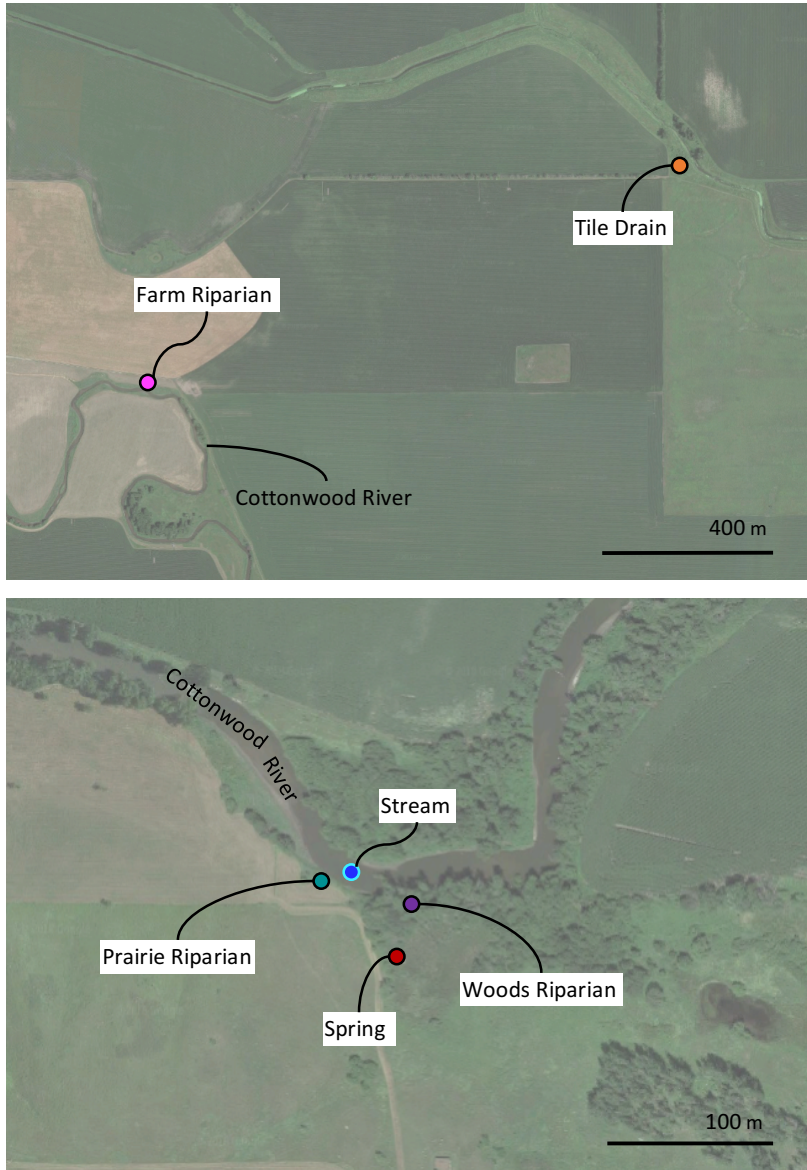 Tile Drain
Farm Riparian
Cottonwood River
400 m
Cottonwood River
Stream
Prairie Riparian
Woods Riparian
Spring
100 m